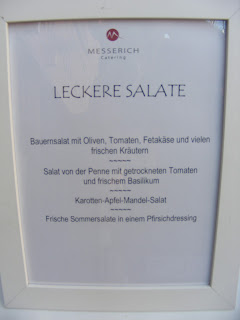 MESSERICH
Catering
LECKERE SALATE
Bauernsalat mit Oliven, Tomaten, Fetakäse und vielen
frischen Kräutern
~~~~~
Salat von der Penne mit getrockneten Tomaten
und frischem Basilikum
~~~~~
Karotten-Apfel-Mandel-Salat
~~~~~
Frische Sommersalate in einem Pfirsichdressing